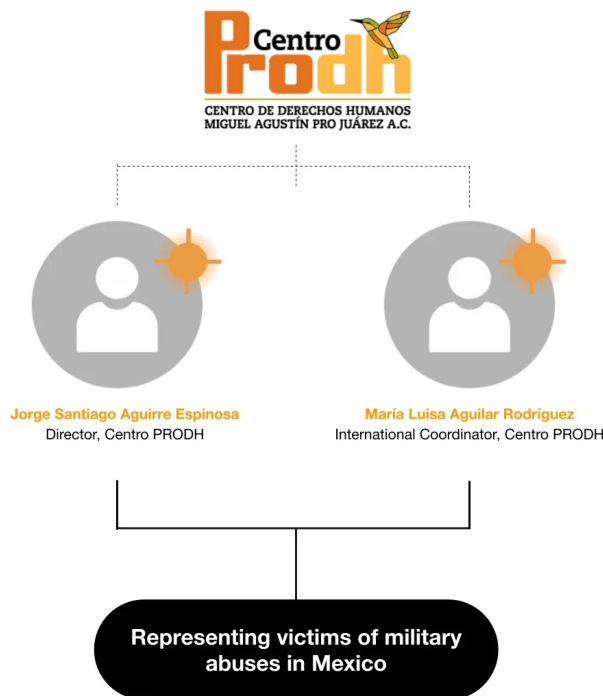 Centro
Prodh
CENTRO DE DERECHOS HUMANOS
MIGUEL AGUSTÍN PRO JUÁREZ A.C.
Jorge Santiago Aguirre Espinosa
Director, Centro PRODH
María Luisa Aguilar Rodríguez
International Coordinator, Centro PRODH
Representing victims of military
abuses in Mexico